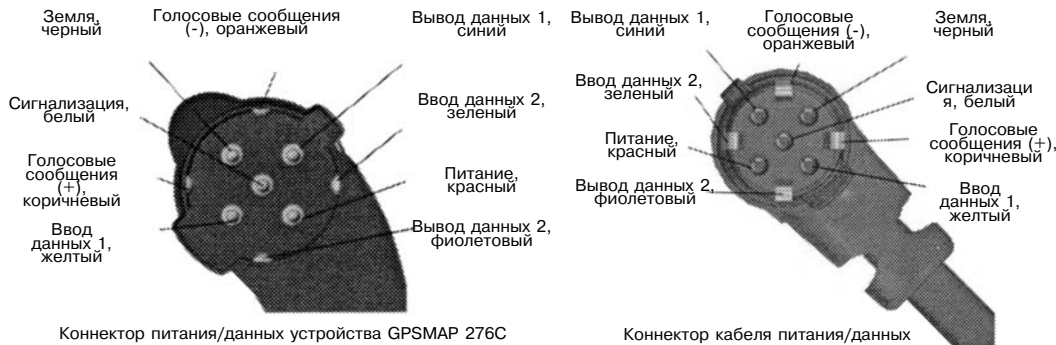 Земля,
черный
Голосовые сообщения
(-), оранжевый
Вывод данных 1,
синий
Сигнализация,
белый
Ввод данных 2,
зеленый
Голосовые
сообщения
(+),
коричневый
Питание,
красный
Ввод
данных 1,
желтый
Вывод данных 2,
фиолетовый
Коннектор питания/данных устройства GPSMAP 276C
Вывод данных 1,
синий
Голосовые
сообщения (-),
оранжевый
Земля,
черный
Ввод данных 2,
зеленый
Сигнализаци
я, белый
Питание,
красный
Голосовые
сообщения (+),
коричневый
Вывод данных 2,
фиолетовый
Ввод
данных 1,
желтый
Коннектор кабеля питания/данных